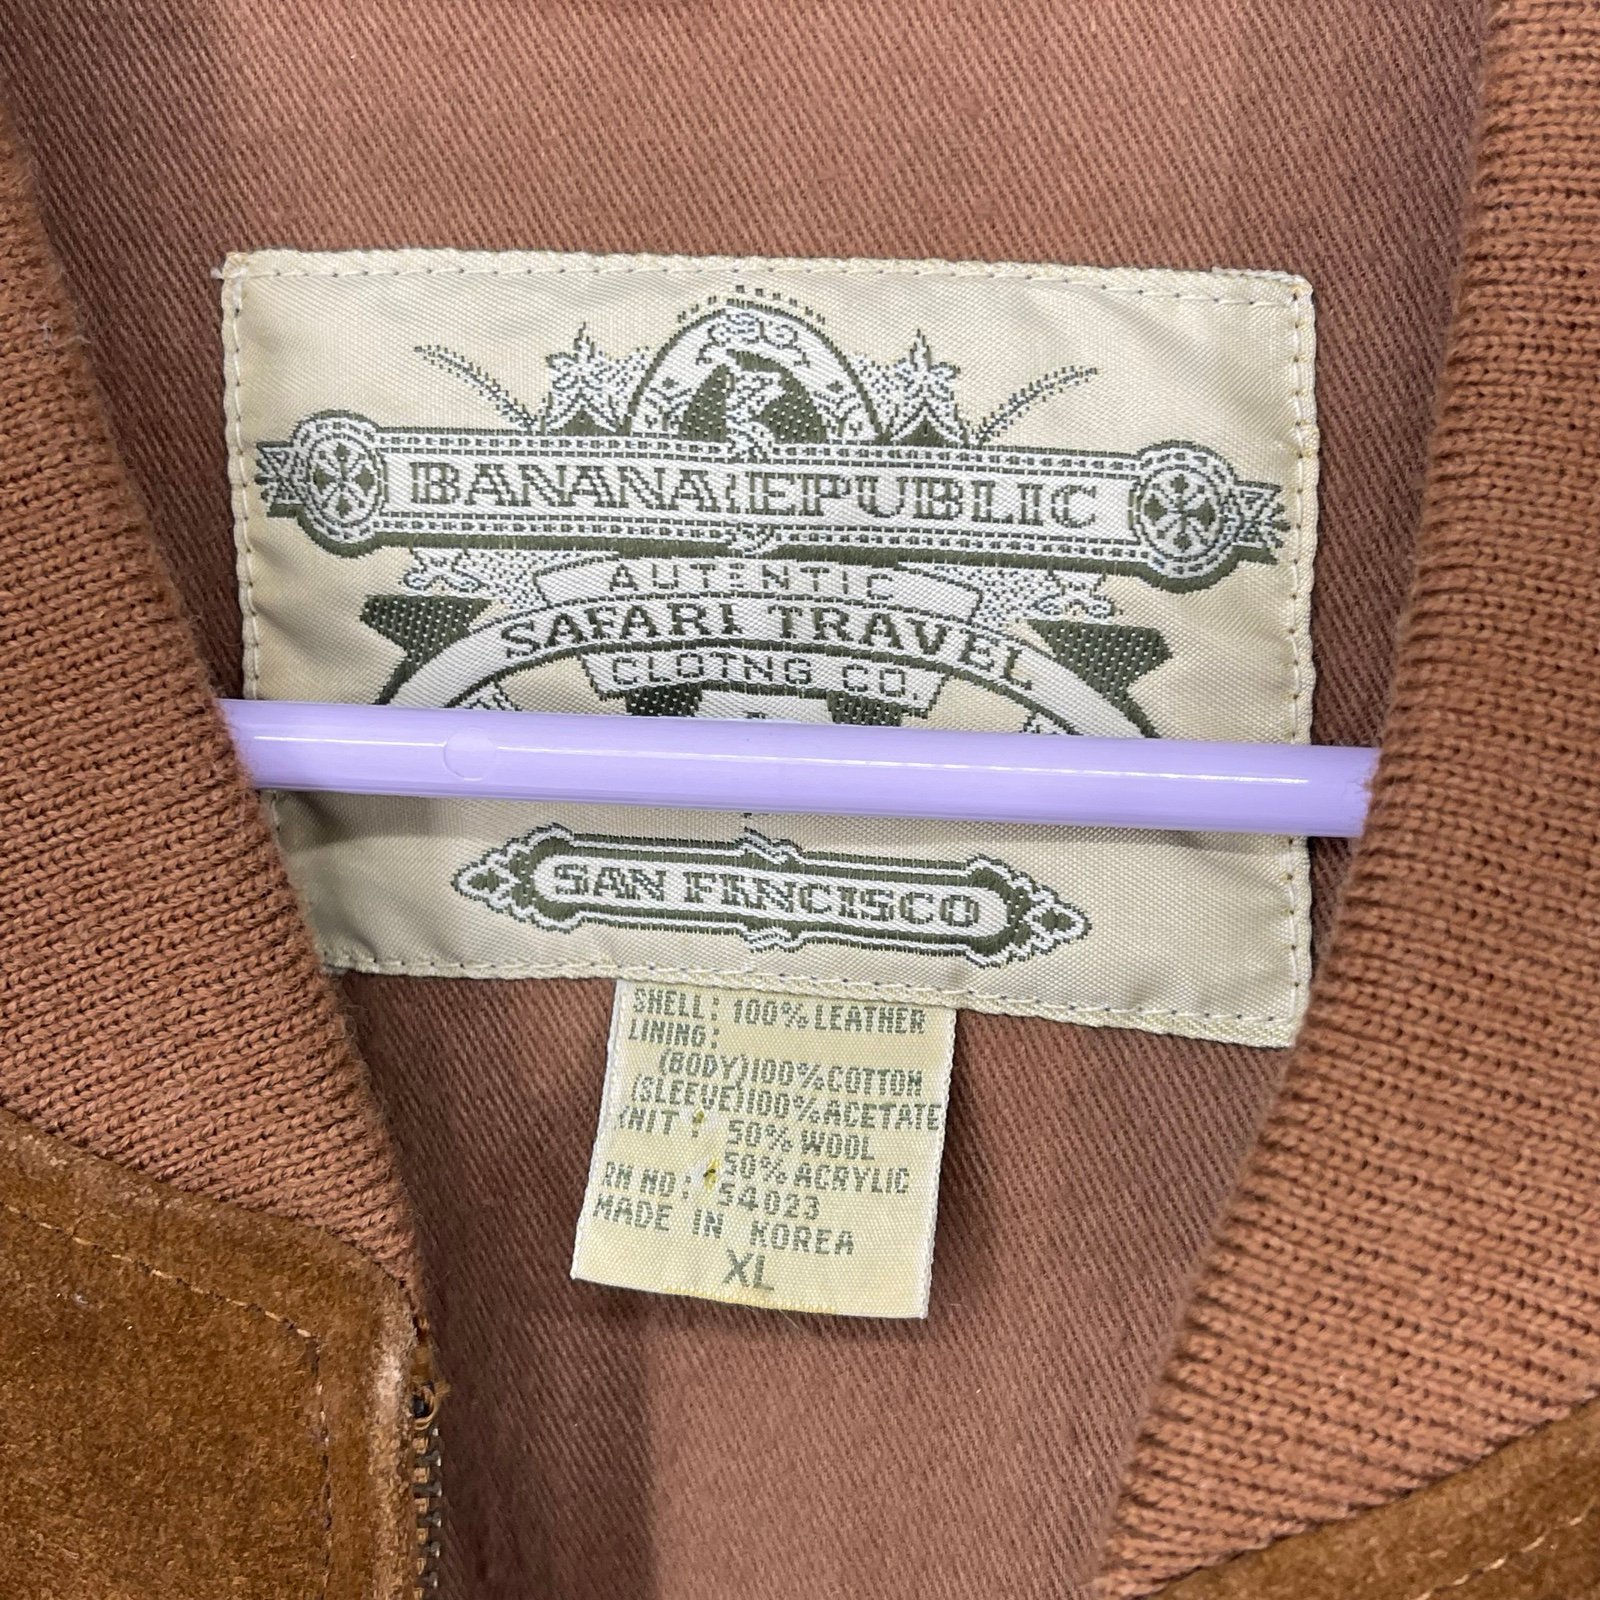 BANANA REPUBLIC
AUTENTIC
SAFARI TRAVEL
CLOTNG CO.
SAN FRNCISCO
SHELL: 100% LEATHER
LINING:
(BODY) 100% COTTON
(SLEEVE) 100% ACETATE
KNIT : 50% WOOL
50% ACRYLIC
RN NO: 54023
MADE IN KOREA
XL